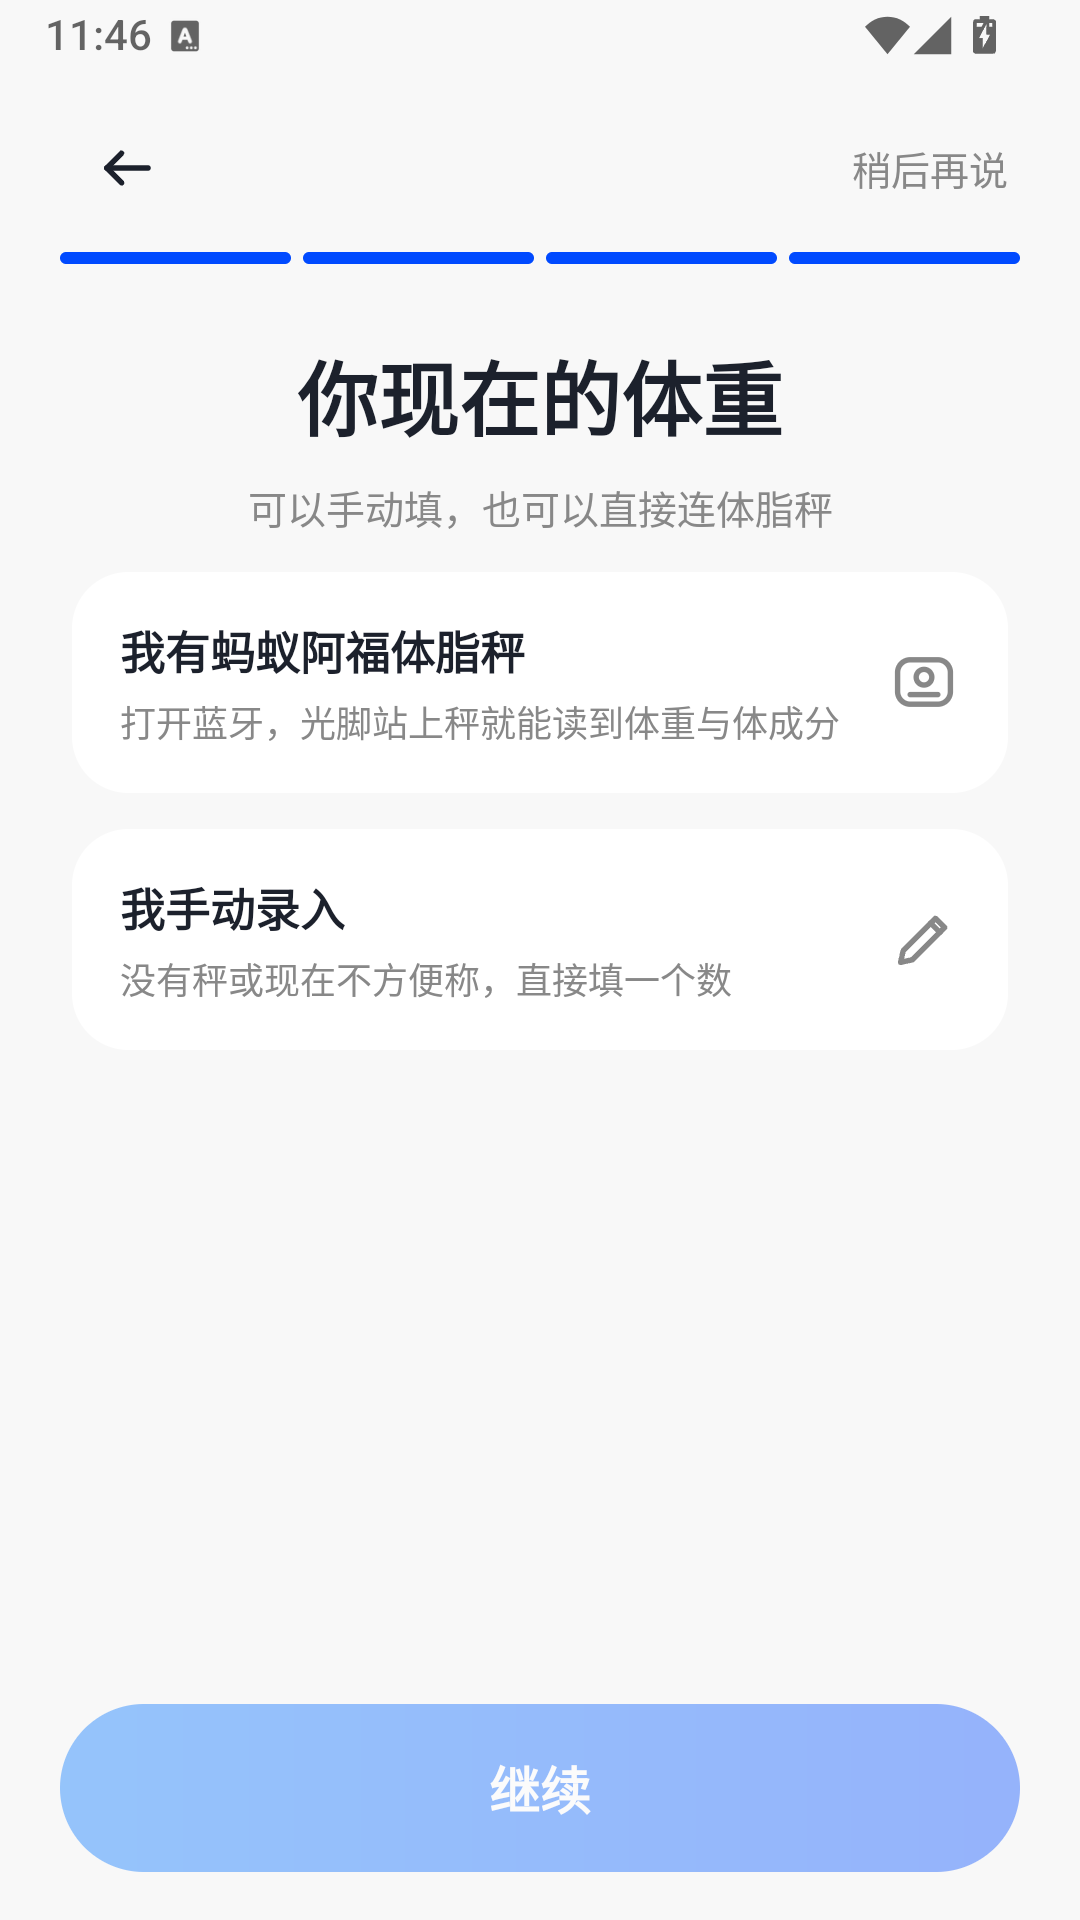 11:46
稍后再说
你现在的体重
可以手动填，也可以直接连体脂秤
我有蚂蚁阿福体脂秤
打开蓝牙，光脚站上秤就能读到体重与体成分
我手动录入
没有秤或现在不方便称，直接填一个数
继续